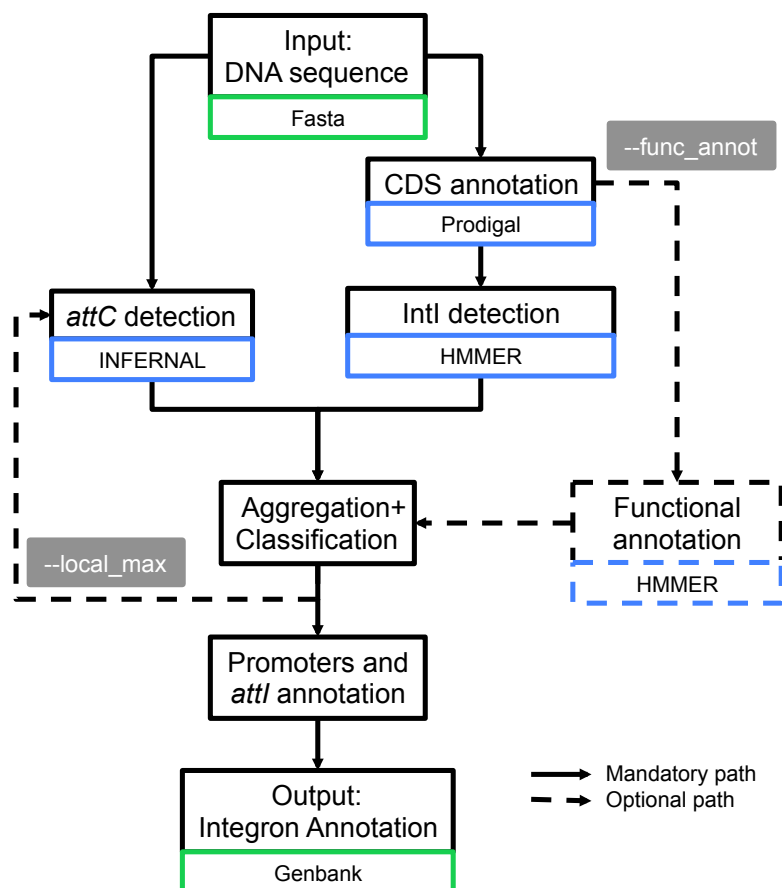 Input:
DNA sequence
Fasta
--func_annot
CDS annotation
Prodigal
attC detection
INFERNAL
IntI detection
HMMER
Aggregation+
Classification
Functional
annotation
HMMER
--local_max
Promoters and
attI annotation
Output:
Integron Annotation
Genbank
Mandatory path
Optional path